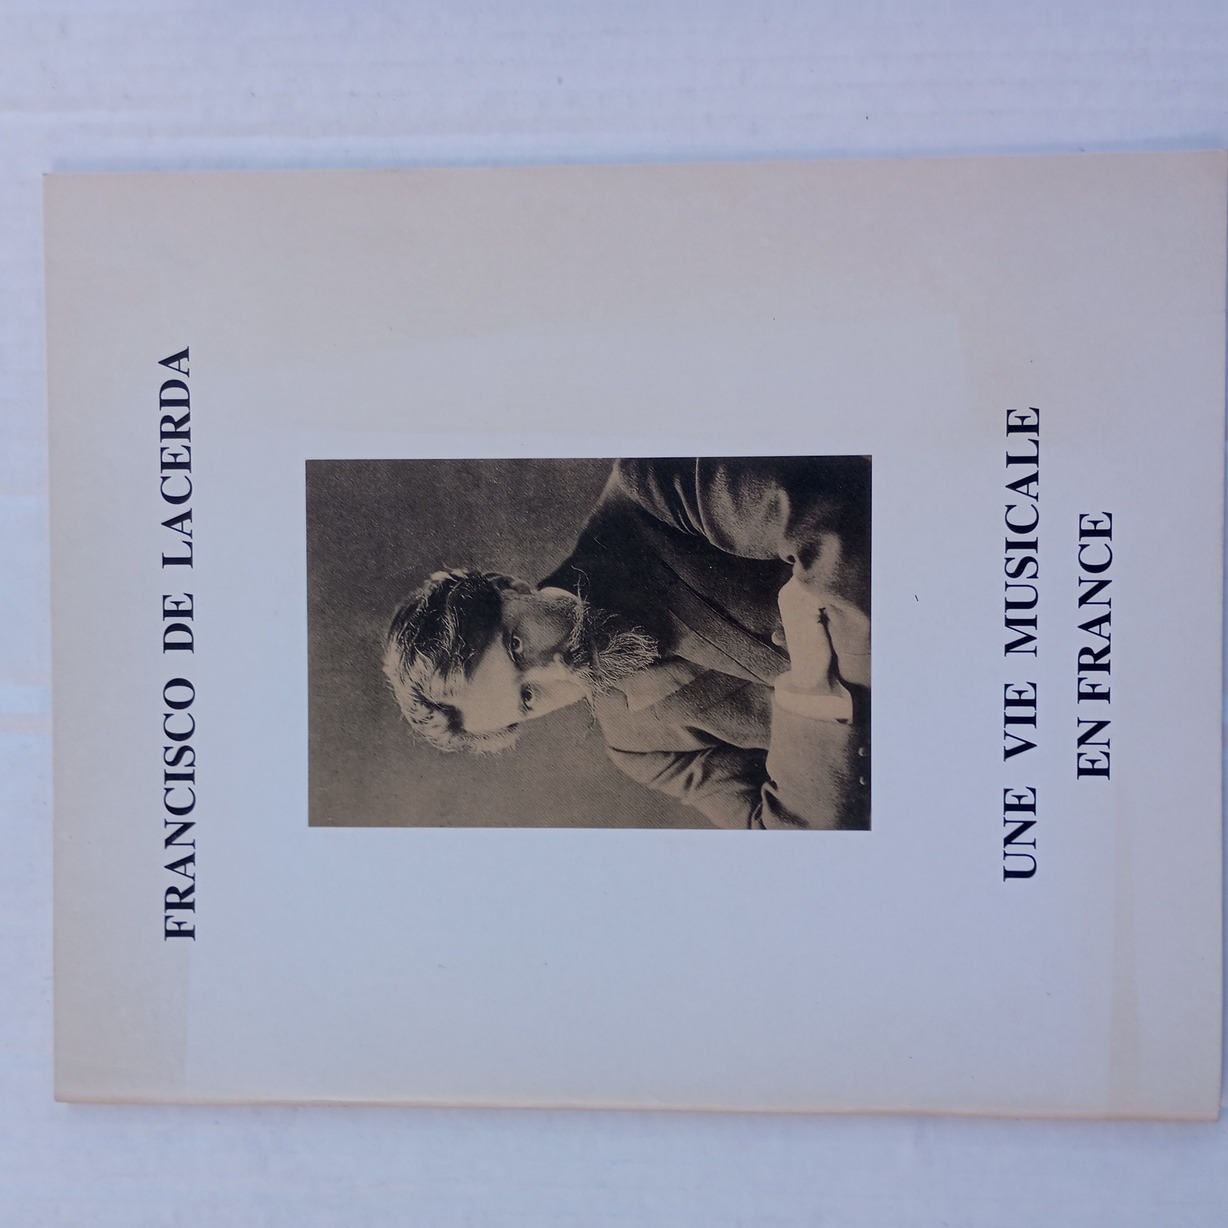 FRANCISCO DE LACERDA
UNE VIE MUSICALE
EN FRANCE